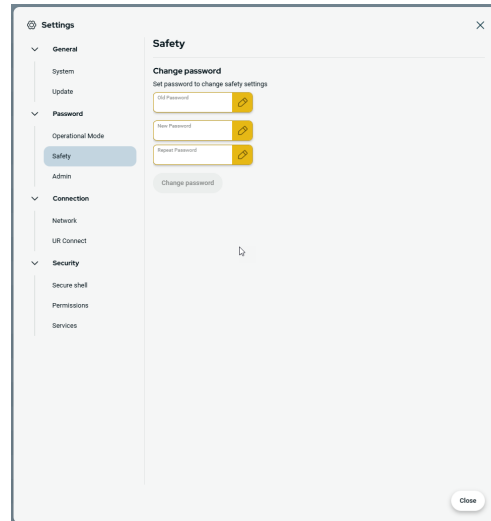 Settings
General
System
Update
Password
Operational Mode
Safety
Admin
Connection
Network
UR Connect
Security
Secure shell
Permissions
Services
Safety
Change password
Set password to change safety settings
Old Password
New Password
Repeat Password
Change password
Close